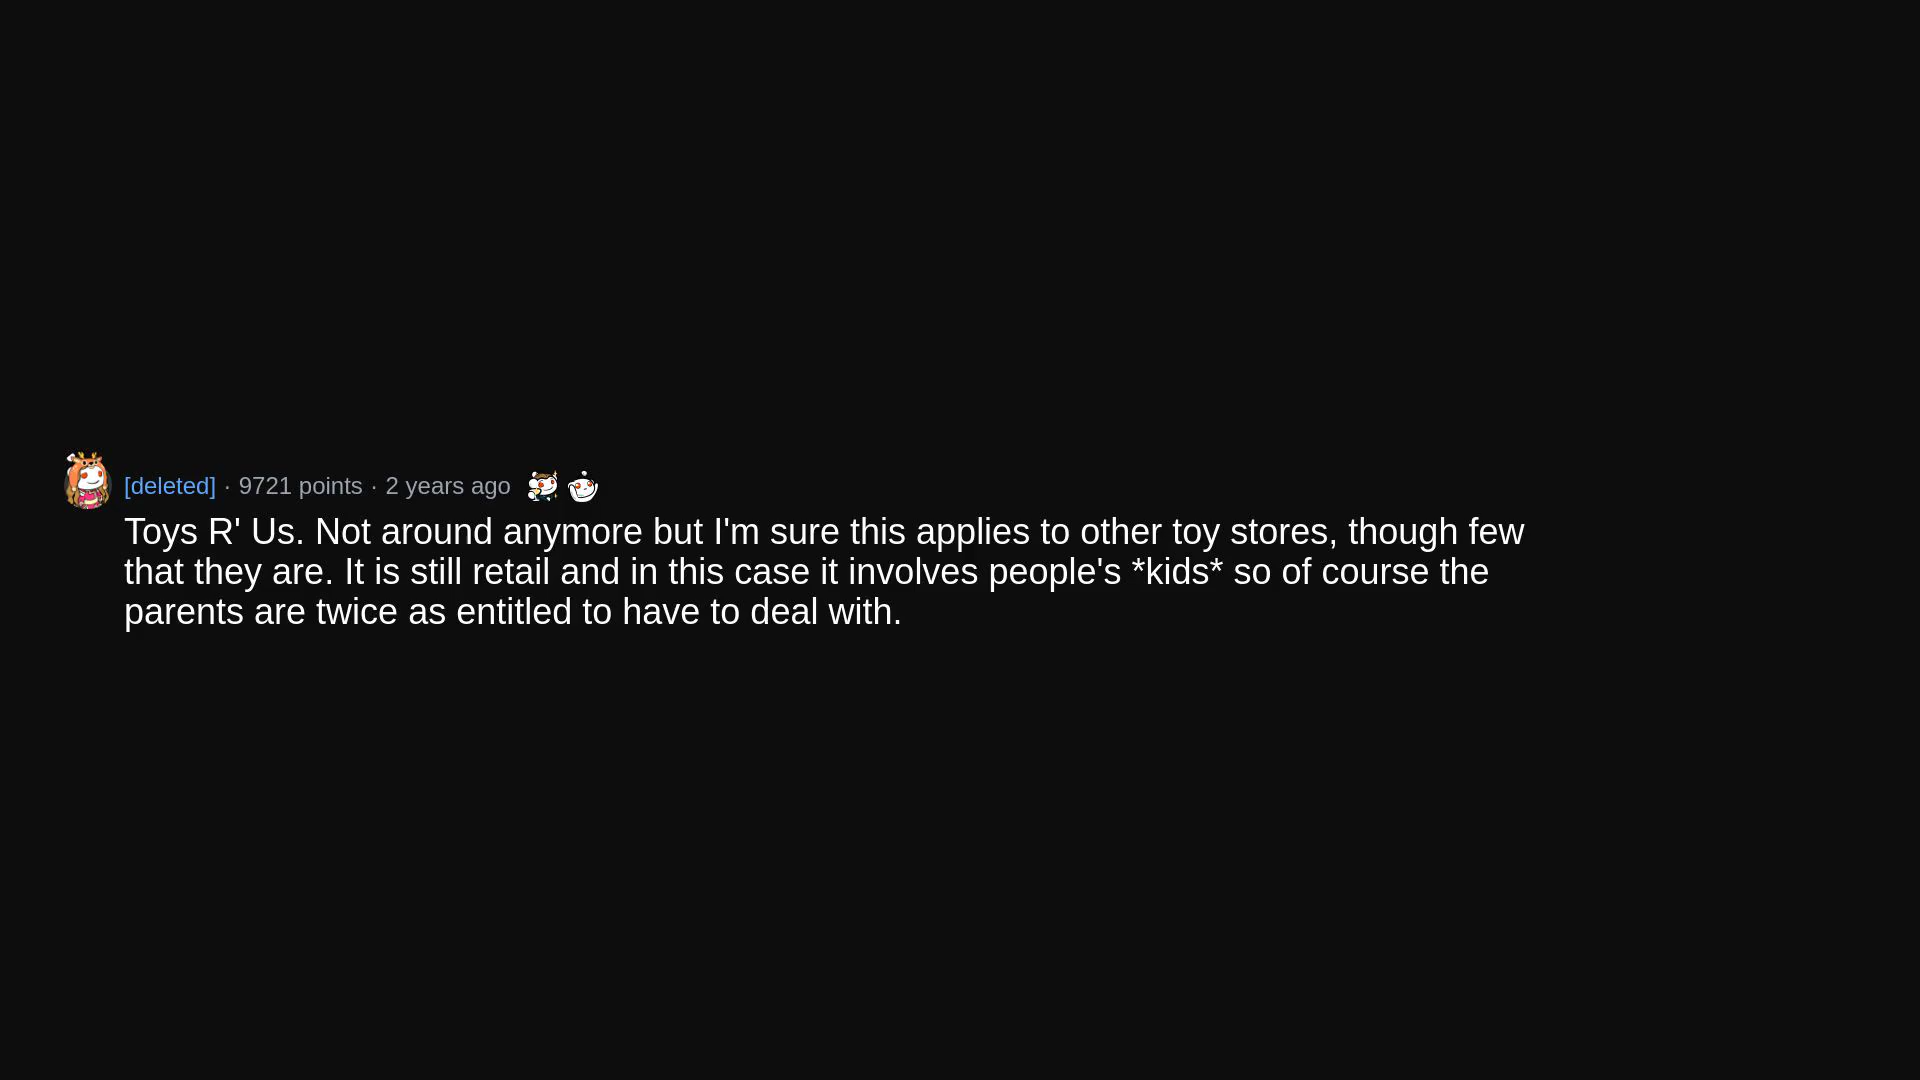 [deleted] · 9721 points · 2 years ago
Toys R' Us. Not around anymore but I'm sure this applies to other toy stores, though few
that they are. It is still retail and in this case it involves people's *kids* so of course the
parents are twice as entitled to have to deal with.